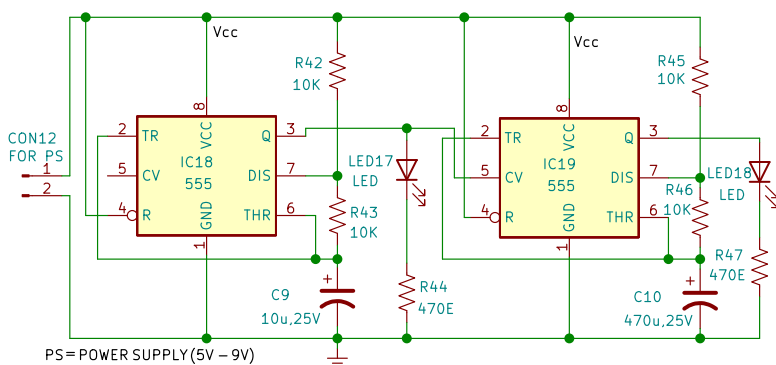 Vcc
Vcc
R42
10K
R45
10K
CON12
FOR PS
1
2
8
VCC
2
TR
Q
3
IC18
555
5
CV
DIS
7
4
R
THR
6
GND
1
LED17
LED
R43
10K
C9
10u,25V
R44
470E
8
VCC
2
TR
Q
3
IC19
555
5
CV
DIS
7
4
R
THR
6
GND
1
LED18
LED
R46
10K
R47
470E
C10
470u,25V
+
+
PS=POWER SUPPLY(5V – 9V)